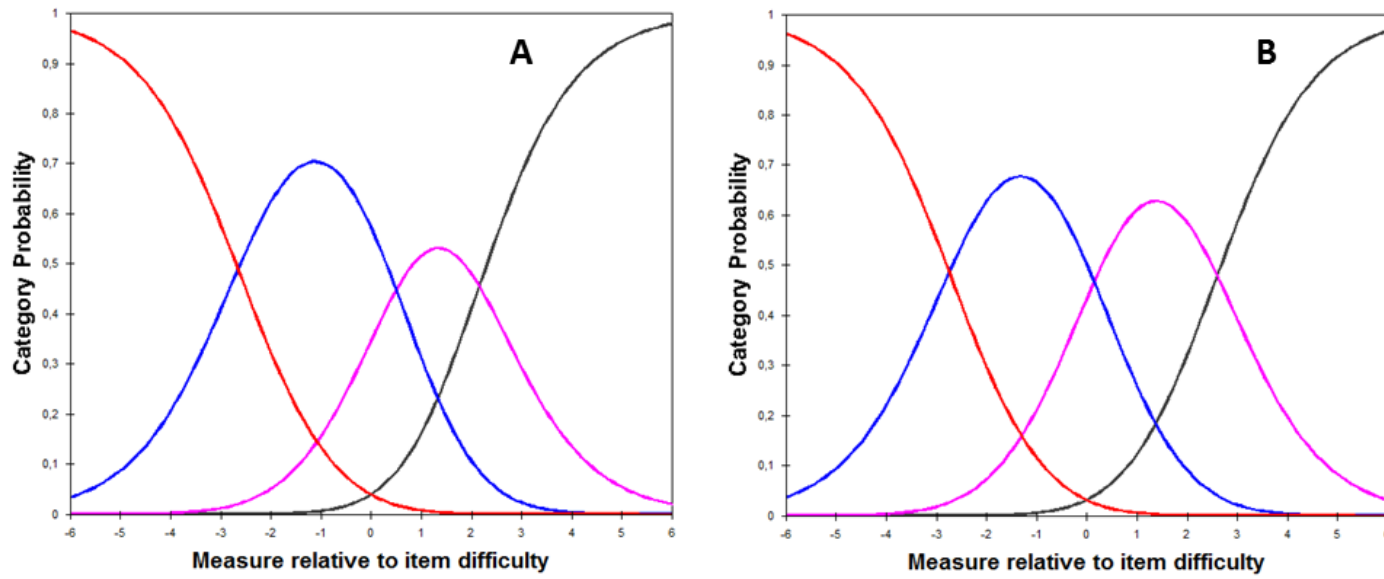 A
Category Probability
1
0,9
0,8
0,7
0,6
0,5
0,4
0,3
0,2
0,1
0
-6 -5 -4 -3 -2 -1 0 1 2 3 4 5 6
Measure relative to item difficulty
B
Category Probability
1
0,9
0,8
0,7
0,6
0,5
0,4
0,3
0,2
0,1
0
-6 -5 -4 -3 -2 -1 0 1 2 3 4 5
Measure relative to item difficulty